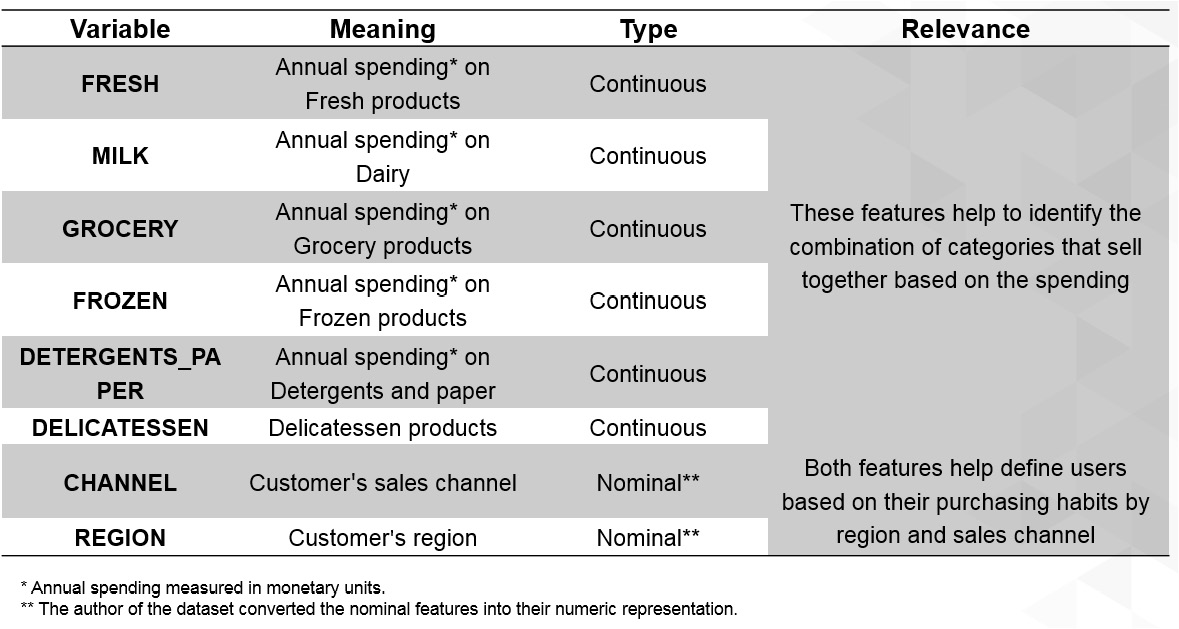 Variable Meaning Type Relevance
FRESH
Annual spending* on
Fresh products
Continuous
MILK
Annual spending* on
Dairy
Continuous
GROCERY
Annual spending* on
Grocery products
Continuous
FROZEN
Annual spending* on
Frozen products
Continuous
DETERGENTS_PA
PER
Annual spending* on
Detergents and paper
Continuous
DELICATESSEN
Delicatessen products
Continuous
These features help to identify the
combination of categories that sell
together based on the spending
CHANNEL
Customer's sales channel
Nominal**
REGION
Customer's region
Nominal**
Both features help define users
based on their purchasing habits by
region and sales channel
* Annual spending measured in monetary units.
** The author of the dataset converted the nominal features into their numeric representation.